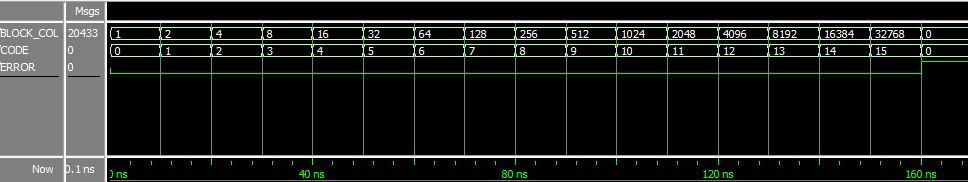 Msgs
/BLOCK_COL 20433 1 2 4 8 16 32 64 128 256 512 1024 2048 4096 8192 16384 32768 0
/CODE 0 0 1 2 3 4 5 6 7 8 9 10 11 12 13 14 15 0
/ERROR 0
Now 0.1 ns ns 40 ns 80 ns 120 ns 160 ns